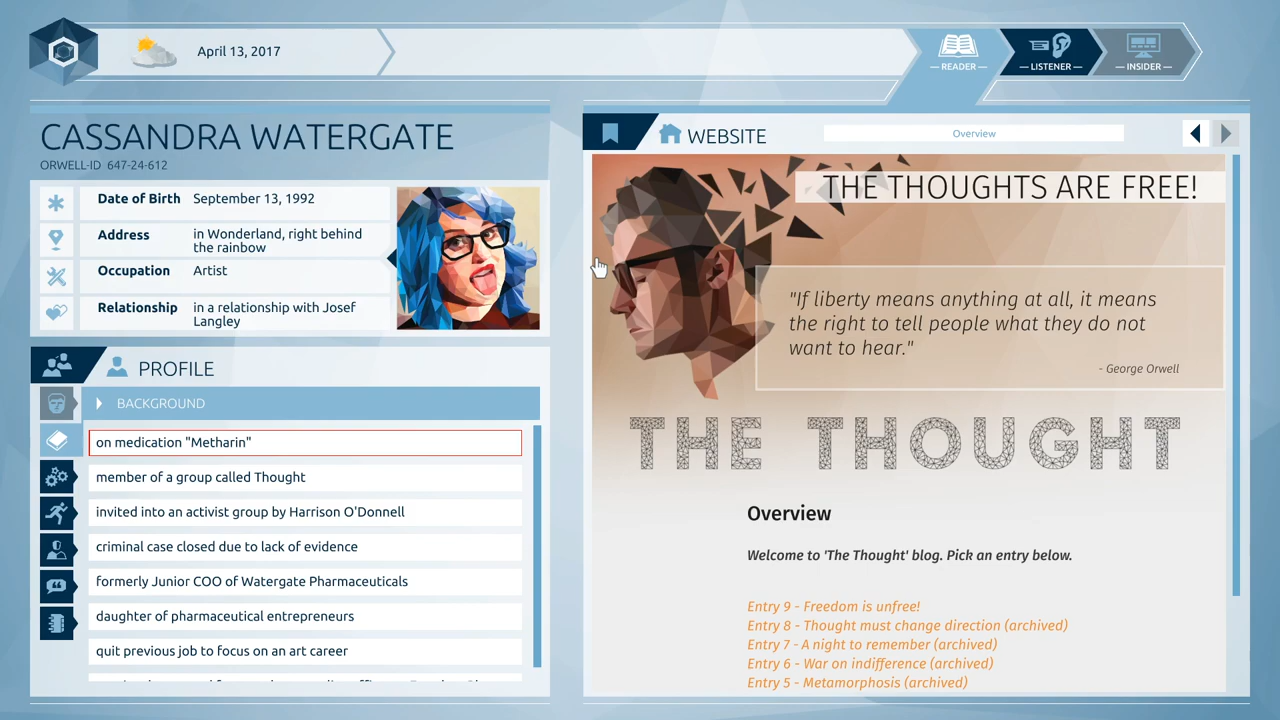 April 13, 2017
READER
LISTENER
INSIDER
CASSANDRA WATERGATE
ORWELL-ID 647-24-612
Date of Birth September 13, 1992
Address in Wonderland, right behind
the rainbow
Occupation Artist
Relationship in a relationship with Josef
Langley
PROFILE
BACKGROUND
on medication "Metharin"
member of a group called Thought
invited into an activist group by Harrison O'Donnell
criminal case closed due to lack of evidence
formerly Junior COO of Watergate Pharmaceuticals
daughter of pharmaceutical entrepreneurs
quit previous job to focus on an art career
WEBSITE
Overview
THE THOUGHTS ARE FREE!
"If liberty means anything at all, it means
the right to tell people what they do not
want to hear."
- George Orwell
THE THOUGHT
Overview
Welcome to 'The Thought' blog. Pick an entry below.
Entry 9 - Freedom is unfree!
Entry 8 - Thought must change direction (archived)
Entry 7 - A night to remember (archived)
Entry 6 - War on indifference (archived)
Entry 5 - Metamorphosis (archived)